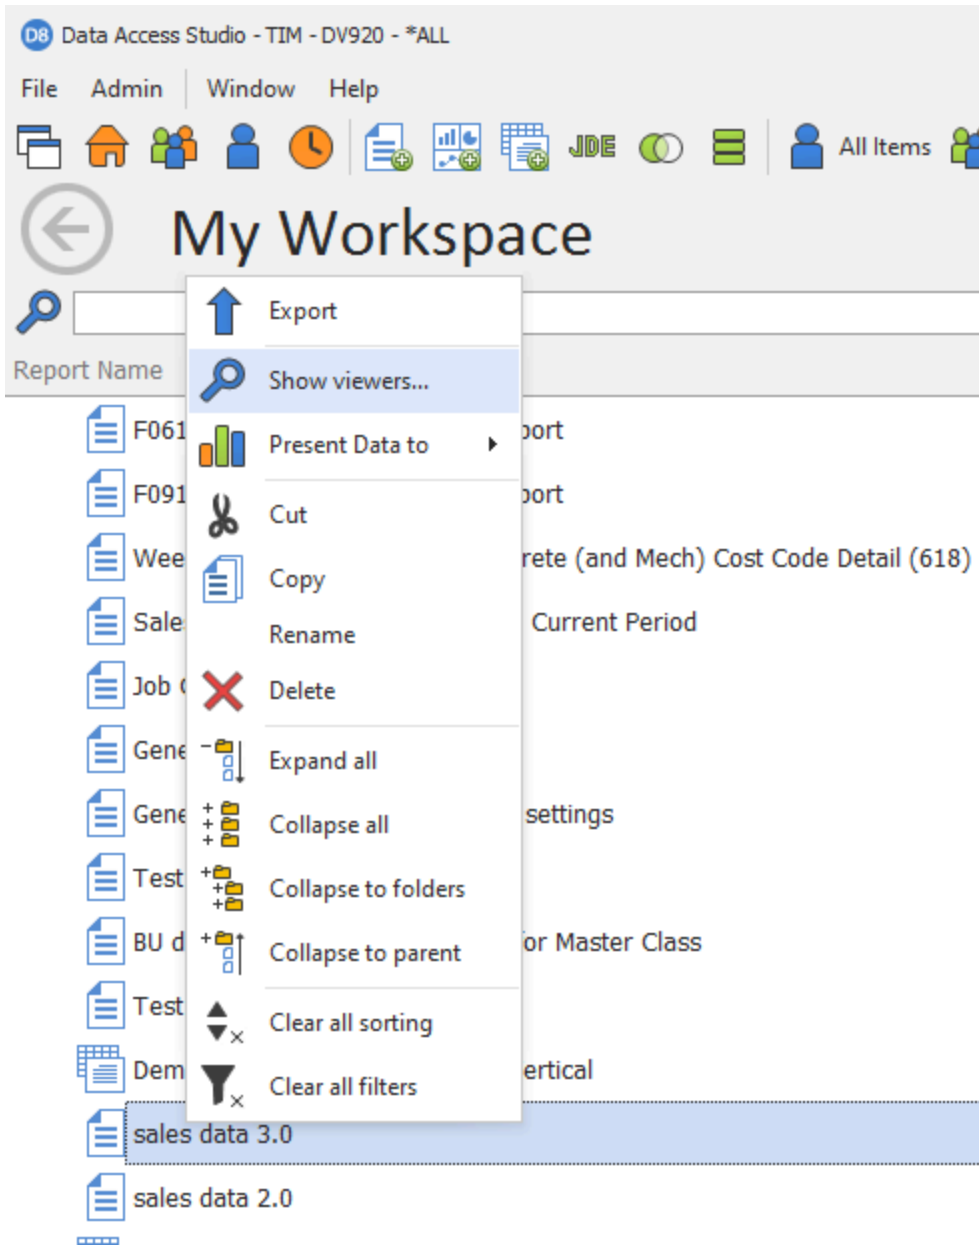 D8 Data Access Studio - TIM - DV920 - *ALL
File Admin Window Help
JDE All Items
My Workspace
Export
Report Name
Show viewers...
F061 port
Present Data to
F091 port
Cut
Wee rete (and Mech) Cost Code Detail (618)
Copy
Sale Current Period
Rename
Job
Delete
Gene
Expand all
Gene settings
Collapse all
Test
Collapse to folders
BU d or Master Class
Collapse to parent
Test
Clear all sorting
Dem ertical
Clear all filters
sales data 3.0
sales data 2.0